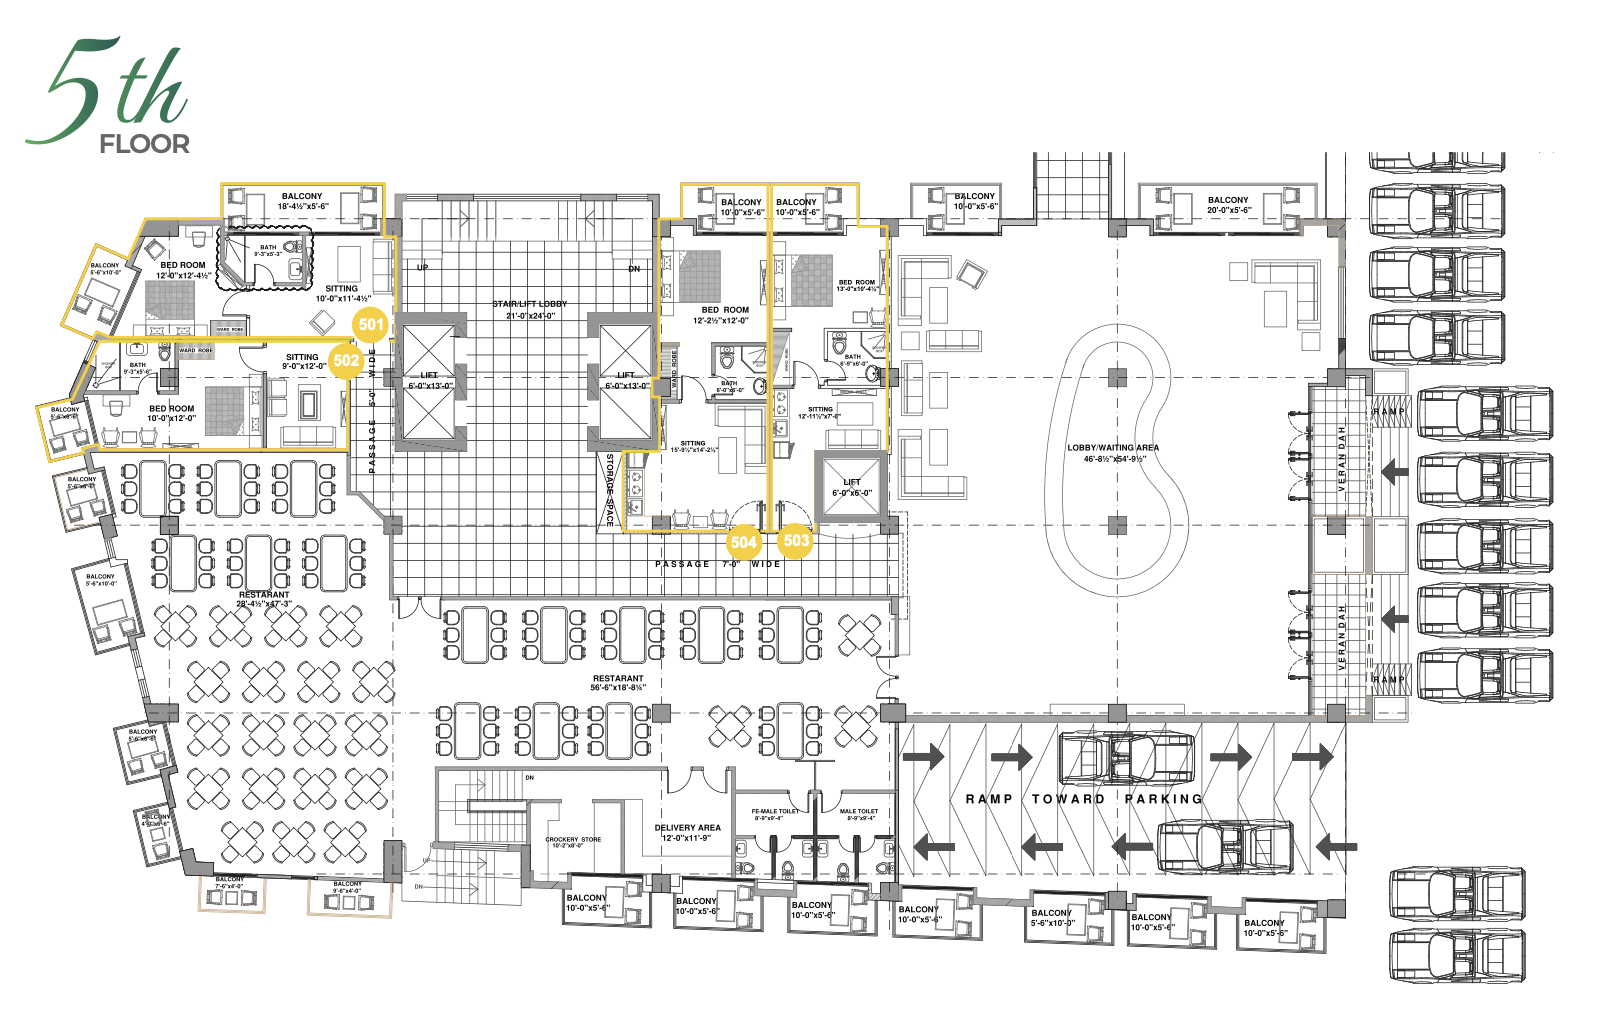 5th
FLOOR
BALCONY
18'-4½"x5'-6"
BALCONY
10'-0"x5'-6"
BALCONY
10'-0"x5'-6"
BALCONY
10'-0"x5'-6"
BALCONY
20'-0"x5'-6"
BALCONY
5'-6"x10'-0"
BED ROOM
12'-0"x12'-4½"
BATH
9'-3"x5'-3"
SITTING
10'-0"x11'-4½"
WARD ROBE
501
UP
DN
STAIR/LIFT LOBBY
21'-0"x24'-0"
BED ROOM
12'-2½"x12'-0"
BED ROOM
13'-0"x10'-4½"
WARD ROBE
BATH
9'-3"x5'-6"
SITTING
9'-0"x12'-0"
502
PASSAGE 5'-0" WIDE
LIFT
6'-0"x13'-0"
LIFT
6'-0"x13'-0"
WARD ROBE
BATH
6'-0"x6'-0"
BATH
5'-9"x6'-0"
BALCONY
5'-6"x6'-6"
BED ROOM
10'-0"x12'-0"
SITTING
12'-11½"x7'-0"
SITTING
15'-9½"x14'-2½"
LOBBY/WAITING AREA
46'-8½"x54'-9½"
RAMP
VERANDAH
BALCONY
5'-6"x6'-6"
STORAGE SPACE
LIFT
6'-0"x6'-0"
504
503
PASSAGE 7'-0" WIDE
BALCONY
5'-6"x10'-0"
RESTARANT
28'-4½"x47'-3"
VERANDAH
RAMP
RESTARANT
56'-6"x18'-8¼"
BALCONY
5'-6"x6'-6"
DN
RAMP TOWARD PARKING
BALCONY
4'-9"x6'-6"
CROCKERY STORE
10'-2"x8'-0"
DELIVERY AREA
12'-0"x11'-9"
FE-MALE TOILET
8'-9"x9'-4"
MALE TOILET
8'-9"x9'-4"
UP
DN
BALCONY
7'-6"x4'-0"
BALCONY
9'-6"x4'-0"
BALCONY
10'-0"x5'-6"
BALCONY
10'-0"x5'-6"
BALCONY
10'-0"x5'-6"
BALCONY
10'-0"x5'-6"
BALCONY
5'-6"x10'-0"
BALCONY
10'-0"x5'-6"
BALCONY
10'-0"x5'-6"